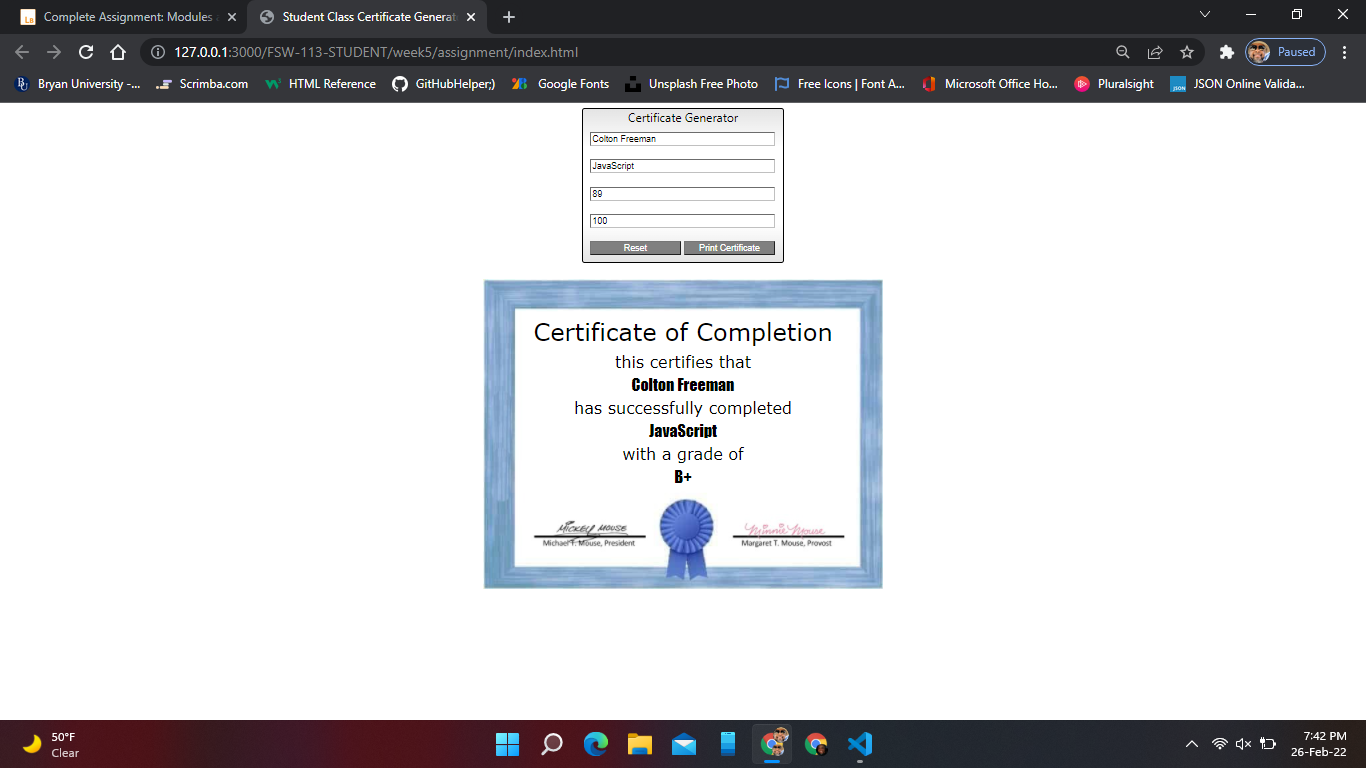 Complete Assignment: Modules
Student Class Certificate Generat
127.0.0.1:3000/FSW-113-STUDENT/week5/assignment/index.html
Paused
Bryan University -...
Scrimba.com
HTML Reference
GitHubHelper;)
Google Fonts
Unsplash Free Photo
Free Icons | Font A...
Microsoft Office Ho...
Pluralsight
JSON Online Valida...
Certificate Generator
Colton Freeman
JavaScript
89
100
Reset Print Certificate
Certificate of Completion
this certifies that
Colton Freeman
has successfully completed
JavaScript
with a grade of
B+
Mickey Mouse Minnie Mouse
Michael T. Mouse, President Margaret T. Mouse, Provost
50°F
Clear
7:42 PM
26-Feb-22